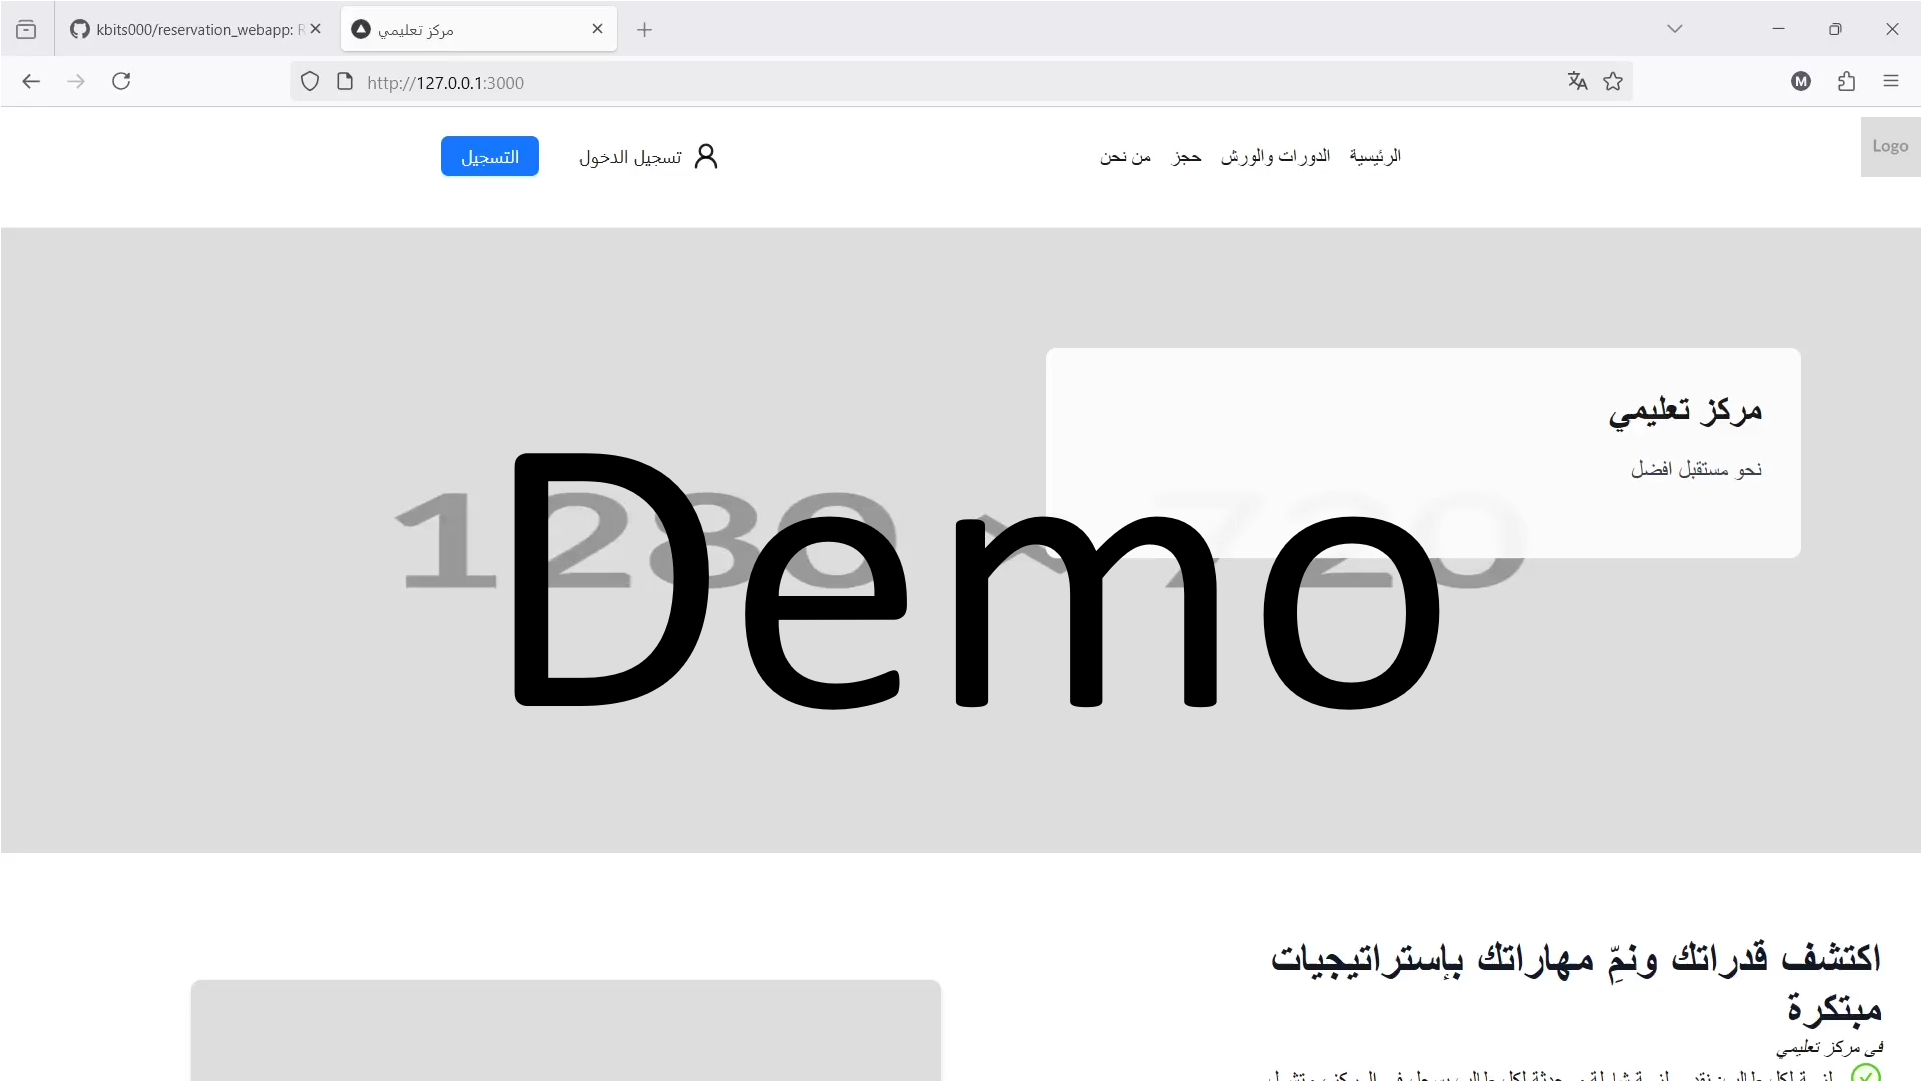 kbits000/reservation_webapp: R
مركز تعليمي
http://127.0.0.1:3000
M
Logo
الرئيسية
الدورات والورش
حجز
من نحن
تسجيل الدخول
التسجيل
مركز تعليمي
نحو مستقبل افضل
1280
720
Demo
اكتشف قدراتك ونمِّ مهاراتك بإستراتيجيات
مبتكرة
في مركز تعليمي